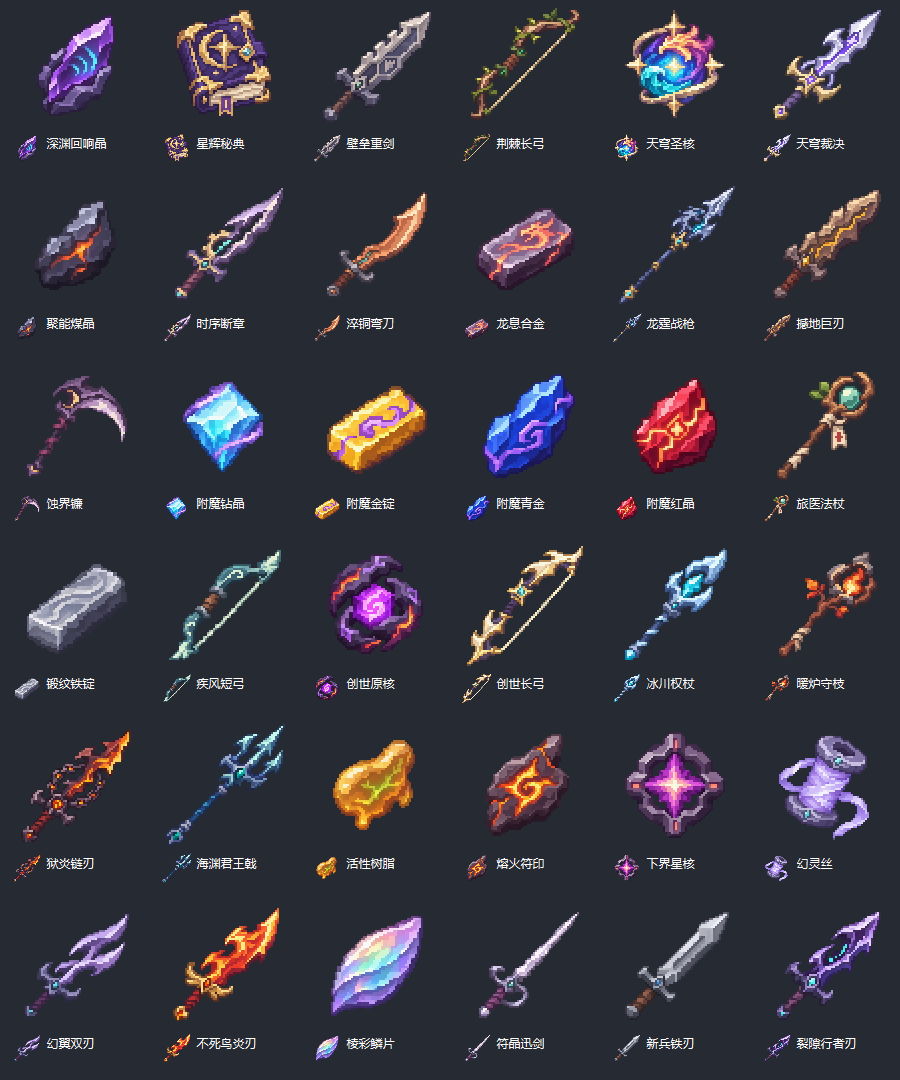 深渊回响晶
星辉秘典
壁垒重剑
荆棘长弓
天穹圣核
天穹裁决
聚能煤晶
时序断章
淬铜弯刀
龙息合金
龙霆战枪
撼地巨刃
蚀界镰
附魔钻晶
附魔金锭
附魔青金
附魔红晶
旅医法杖
锻纹铁锭
疾风短弓
创世原核
创世长弓
冰川权杖
暖炉守枝
狱炎链刃
海渊君王戟
活性树脂
熔火符印
下界星核
幻灵丝
幻翼双刃
不死鸟炎刃
棱彩鳞片
符晶迅剑
新兵铁刃
裂隙行者刃